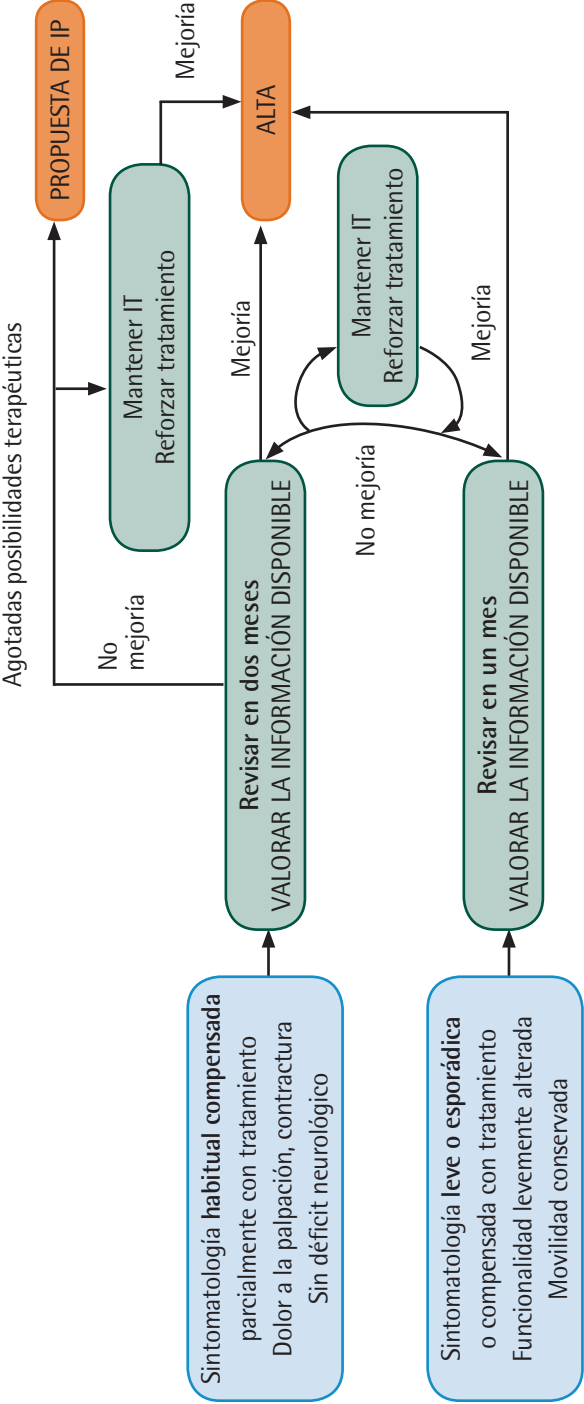 Agotadas posibilidades terapéuticas
PROPUESTA DE IP
No
mejoría
Mantener IT
Reforzar tratamiento
Mejoría
Sintomatología habitual compensada
parcialmente con tratamiento
Dolor a la palpación, contractura
Sin déficit neurológico
Revisar en dos meses
VALORAR LA INFORMACIÓN DISPONIBLE
Mejoría
ALTA
No mejoría
Mantener IT
Reforzar tratamiento
Sintomatología leve o esporádica
o compensada con tratamiento
Funcionalidad levemente alterada
Movilidad conservada
Revisar en un mes
VALORAR LA INFORMACIÓN DISPONIBLE
Mejoría